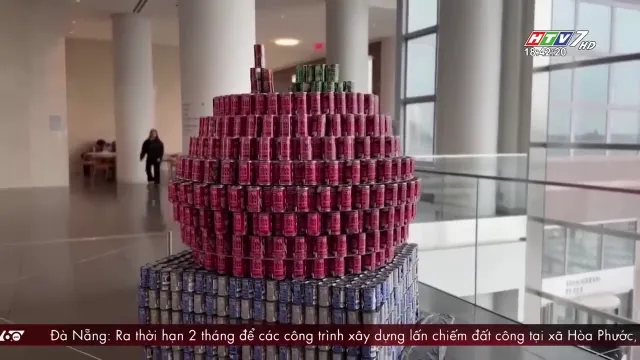 HTV7 HD
18:42:20
60
Đà Nẵng: Ra thời hạn 2 tháng để các công trình xây dựng lấn chiếm đất công tại xã Hòa Phước,